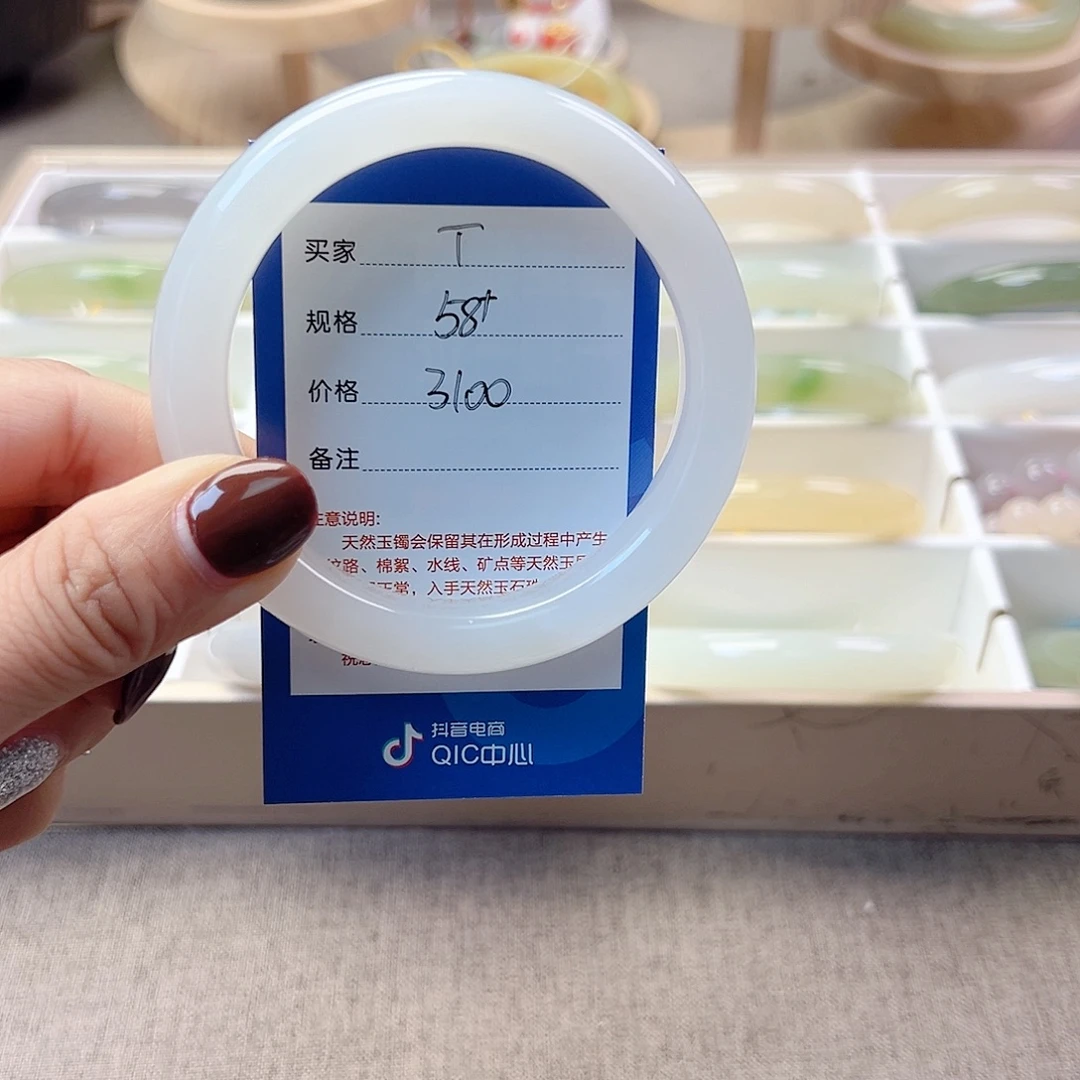 买家 T
规格 58+
价格 3100
备注
注意说明:
天然玉镯会保留其在形成过程中产生
纹路、棉絮、水线、矿点等天然玉
正常，入手天然玉石
抖音电商
QIC中心